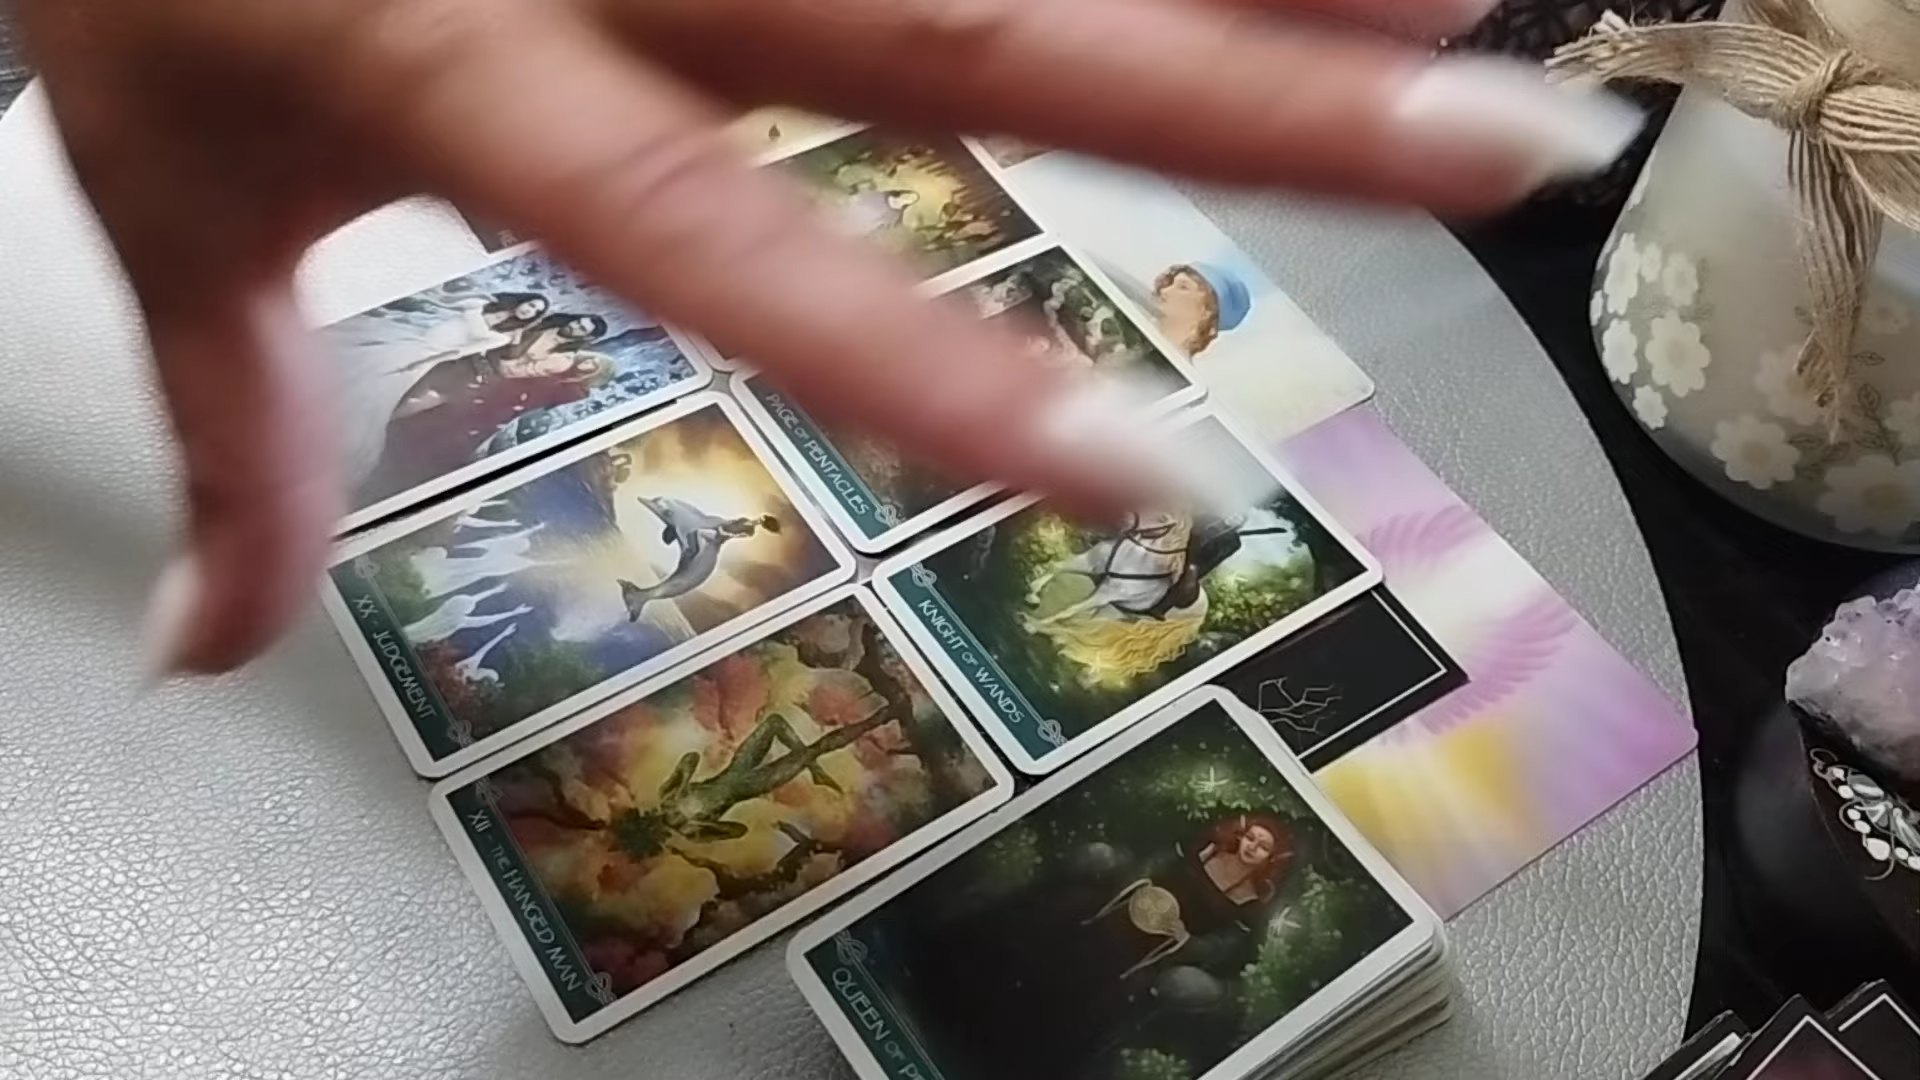 PAGE OF PENTACLES
XX - JUDGEMENT
KNIGHT OF WANDS
XII - THE HANGED MAN
QUEEN OF